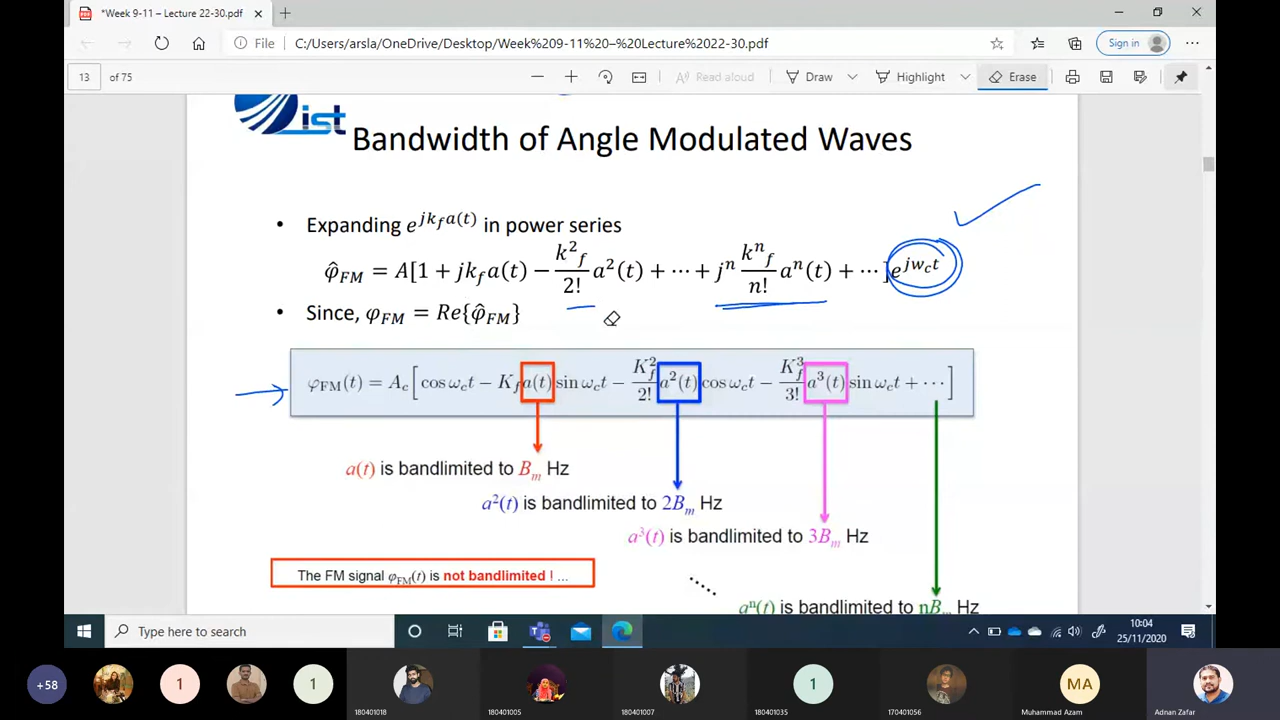 *Week 9-11 – Lecture 22-30.pdf
File C:/Users/arsla/OneDrive/Desktop/Week%209-11%20–%20Lecture%2022-30.pdf
Sign in
13 of 75
Read aloud
Draw
Highlight
Erase
ist
Bandwidth of Angle Modulated Waves
• Expanding e^{jk_f a(t)} in power series
φ̂_FM = A[1 + jk_f a(t) − k²_f/2! a²(t) + ⋯ + jⁿ kⁿ_f/n! aⁿ(t) + ⋯ ]e^{jw_c t}
• Since, φ_FM = Re{φ̂_FM}
φ_FM(t) = A_c[cos ω_c t − K_f a(t) sin ω_c t − K_f²/2! a²(t) cos ω_c t − K_f³/3! a³(t) sin ω_c t + ⋯]
a(t) is bandlimited to B_m Hz
a²(t) is bandlimited to 2B_m Hz
a³(t) is bandlimited to 3B_m Hz
The FM signal φ_FM(t) is not bandlimited ! ...
aⁿ(t) is bandlimited to nB_m Hz
Type here to search
10:04
25/11/2020
+58
1
1
1
MA
180401018
180401005
180401007
180401035
170401056
Muhammad Azam
Adnan Zafar